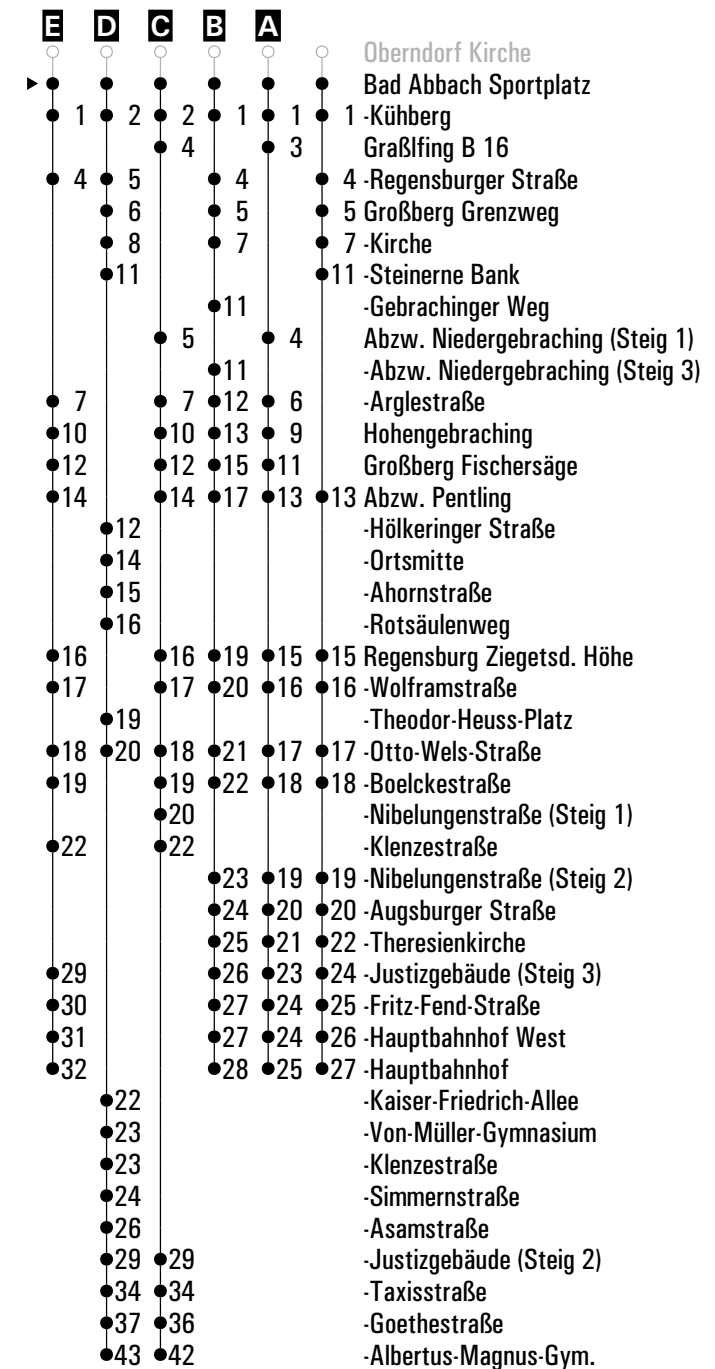 E D C B A
Oberndorf Kirche
Bad Abbach Sportplatz
1 2 2 1 1 1 -Kühberg
4 3 Graßlfing B 16
4 5 4 4 -Regensburger Straße
6 5 5 Großberg Grenzweg
8 7 7 -Kirche
11 11 -Steinerne Bank
11 -Gebrachinger Weg
5 4 Abzw. Niedergebraching (Steig 1)
11 -Abzw. Niedergebraching (Steig 3)
7 7 12 6 -Arglestraße
10 10 13 9 Hohengebraching
12 12 15 11 Großberg Fischersäge
14 14 17 13 13 Abzw. Pentling
12 -Hölkeringer Straße
14 -Ortsmitte
15 -Ahornstraße
16 -Rotsäulenweg
16 16 19 15 15 Regensburg Ziegetsd. Höhe
17 17 20 16 16 -Wolframstraße
19 -Theodor-Heuss-Platz
18 20 18 21 17 17 -Otto-Wels-Straße
19 19 22 18 18 -Boelckestraße
20 -Nibelungenstraße (Steig 1)
22 22 -Klenzestraße
23 19 19 -Nibelungenstraße (Steig 2)
24 20 20 -Augsburger Straße
25 21 22 -Theresienkirche
29 26 23 24 -Justizgebäude (Steig 3)
30 27 24 25 -Fritz-Fend-Straße
31 27 24 26 -Hauptbahnhof West
32 28 25 27 -Hauptbahnhof
22 -Kaiser-Friedrich-Allee
23 -Von-Müller-Gymnasium
23 -Klenzestraße
24 -Simmernstraße
26 -Asamstraße
29 29 -Justizgebäude (Steig 2)
34 34 -Taxisstraße
37 36 -Goethestraße
43 42 -Albertus-Magnus-Gym.